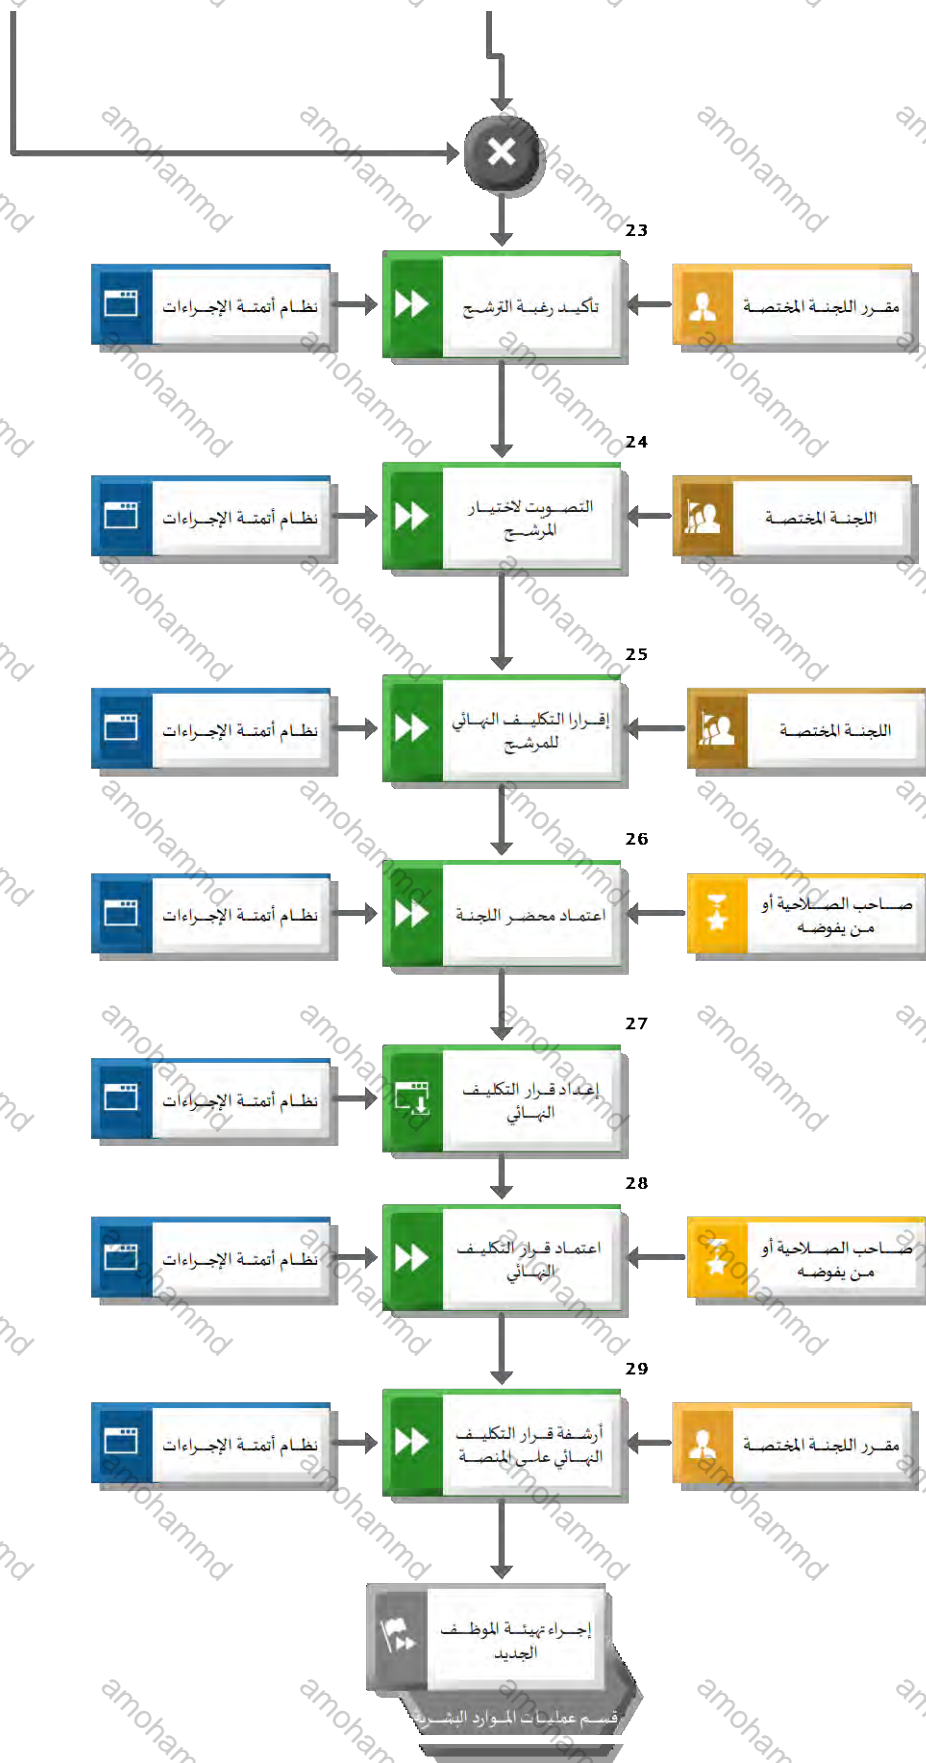 23
مقرر اللجنة المختصة
تأكيد رغبة الترشح
نظام أتمتة الإجراءات
24
اللجنة المختصة
التصويت لاختيار
المرشح
نظام أتمتة الإجراءات
25
اللجنة المختصة
إقرارا التكليف النهائي
للمرشح
نظام أتمتة الإجراءات
26
صاحب الصلاحية أو
من يفوضه
اعتماد محضر اللجنة
نظام أتمتة الإجراءات
27
إعداد قرار التكليف
النهائي
نظام أتمتة الإجراءات
28
صاحب الصلاحية أو
من يفوضه
اعتماد قرار التكليف
النهائي
نظام أتمتة الإجراءات
29
مقرر اللجنة المختصة
أرشفة قرار التكليف
النهائي على المنصة
نظام أتمتة الإجراءات
إجراء تهيئة الموظف
الجديد
قسم عمليات الموارد البشرية
amohammd